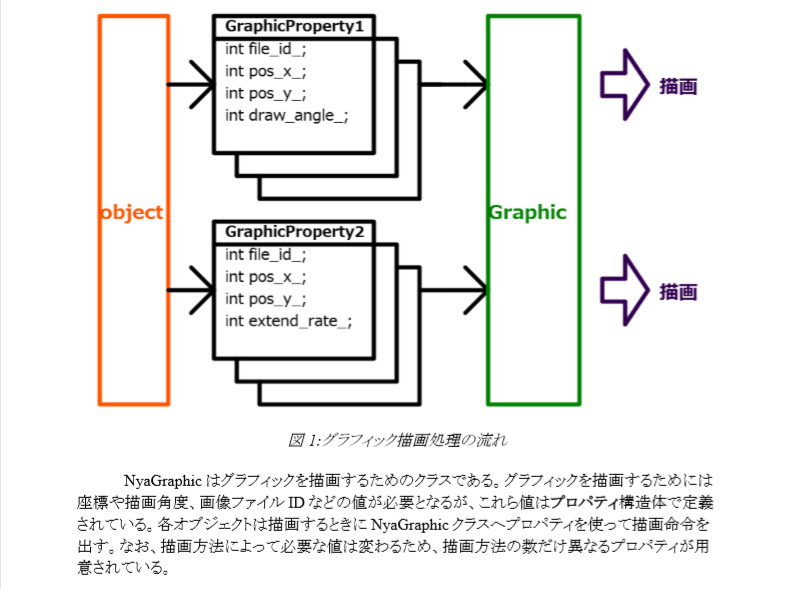 GraphicProperty1
int file_id_;
int pos_x_;
int pos_y_;
int draw_angle_;
描画
object
Graphic
GraphicProperty2
int file_id_;
int pos_x_;
int pos_y_;
int extend_rate_;
描画
図 1:グラフィック描画処理の流れ
NyaGraphic はグラフィックを描画するためのクラスである。グラフィックを描画するためには
座標や描画角度、画像ファイル ID などの値が必要となるが、これら値はプロパティ構造体で定義
されている。各オブジェクトは描画するときに NyaGraphic クラスへプロパティを使って描画命令を
出す。なお、描画方法によって必要な値は変わるため、描画方法の数だけ異なるプロパティが用
意されている。